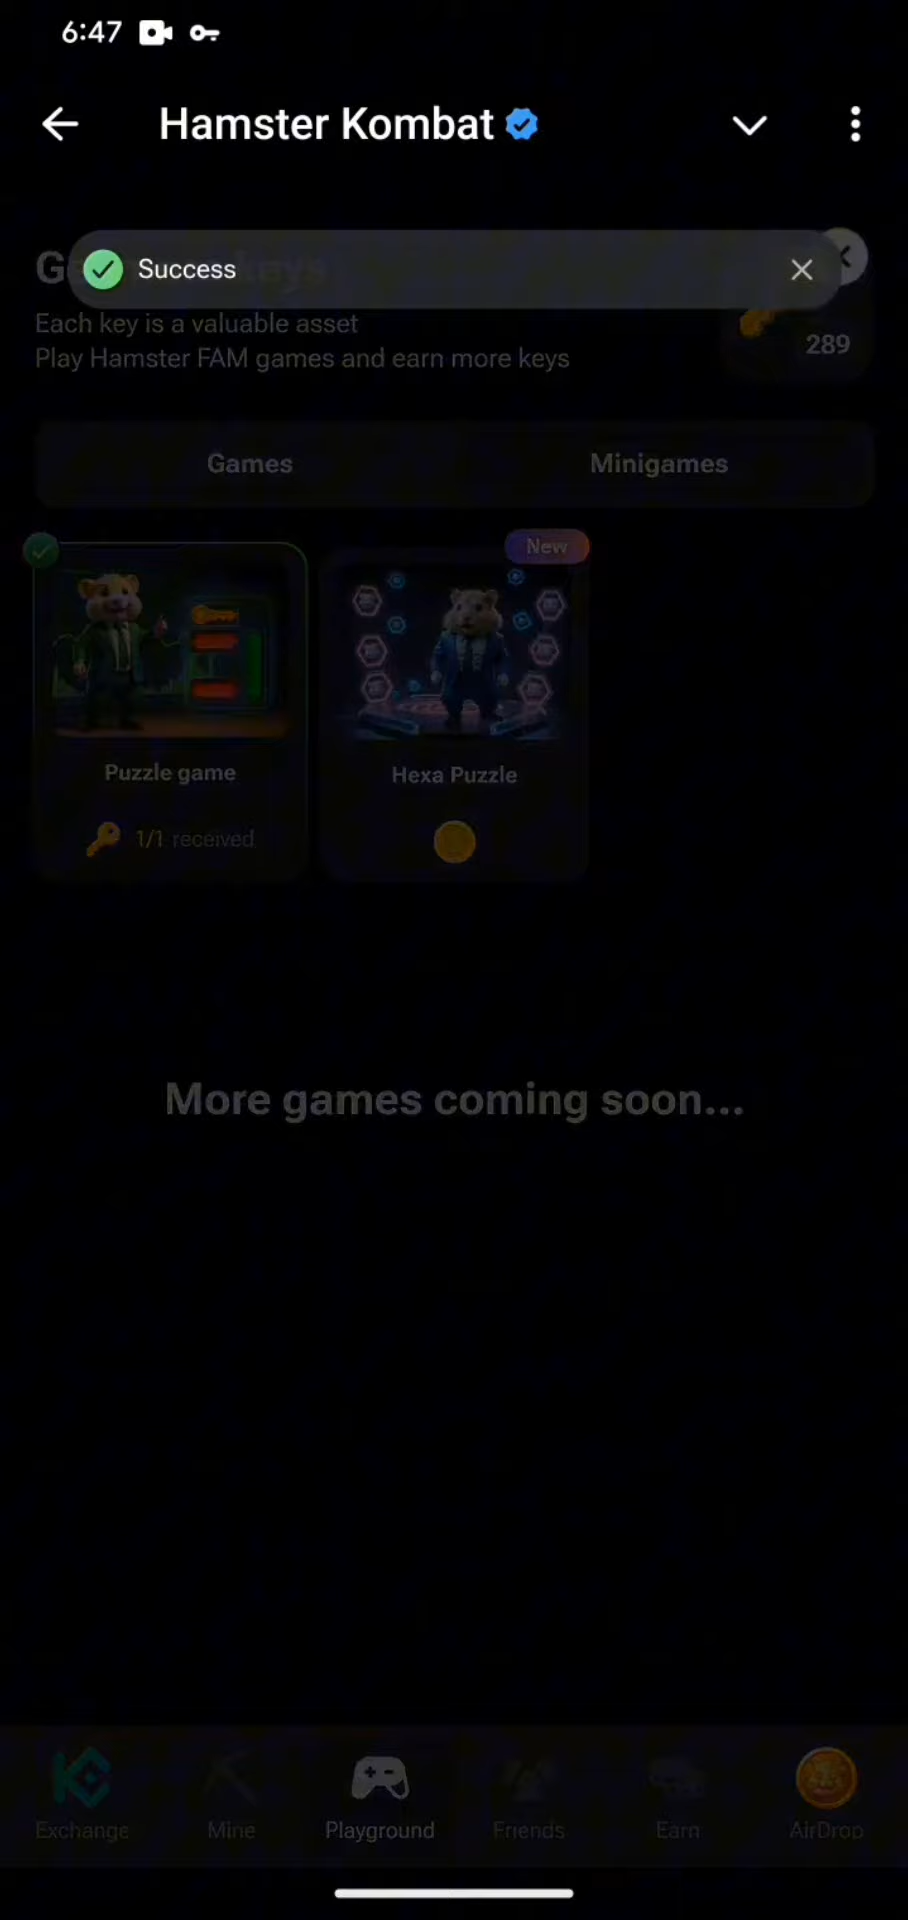 6:47
Hamster Kombat
Success
Each key is a valuable asset
Play Hamster FAM games and earn more keys
289
Games
Minigames
New
Puzzle game
Hexa Puzzle
1/1 received
More games coming soon...
Exchange
Mine
Playground
Friends
Earn
AirDrop